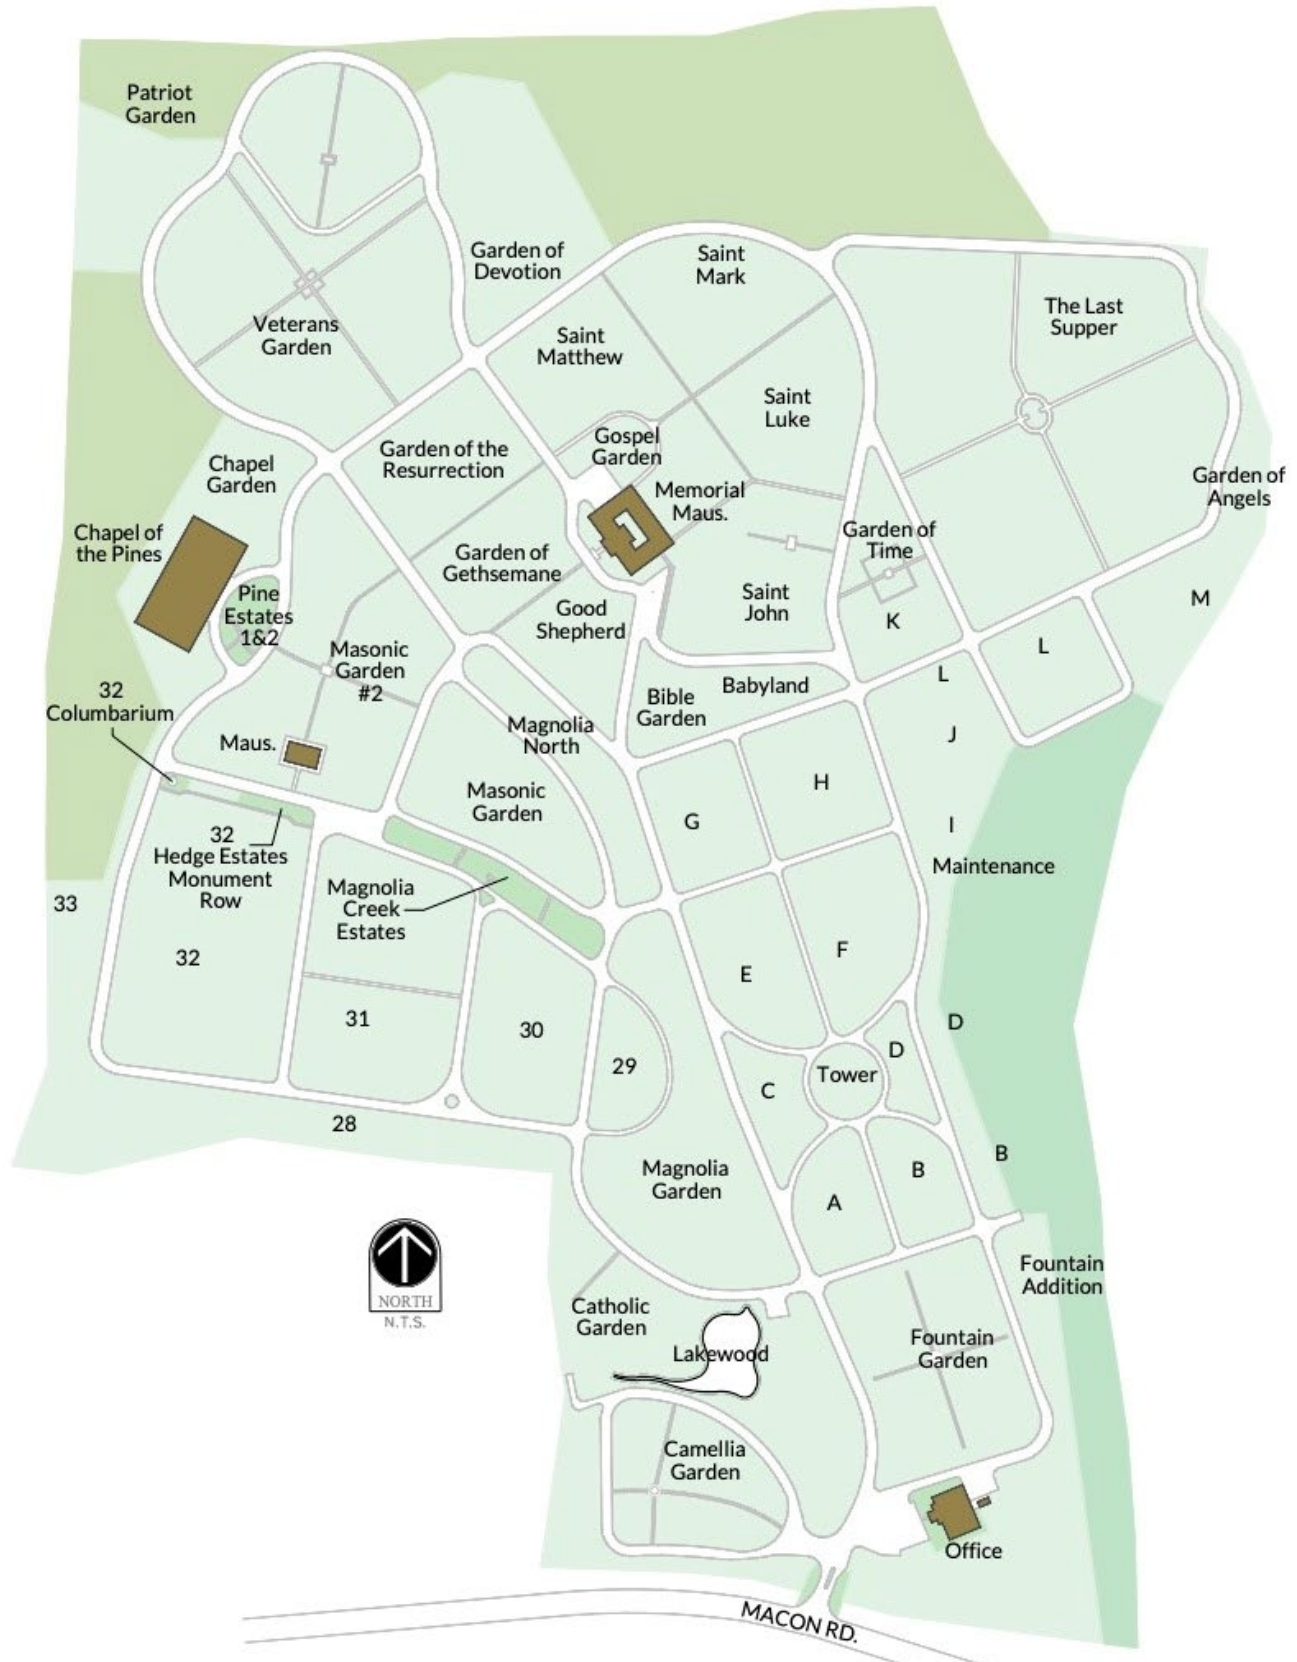 Patriot
Garden
Garden of
Devotion
Saint
Mark
The Last
Supper
Veterans
Garden
Saint
Matthew
Saint
Luke
Garden of the
Resurrection
Gospel
Garden
Chapel
Garden
Garden of
Angels
Memorial
Maus.
Chapel of
the Pines
Garden of
Time
Garden of
Gethsemane
Pine
Estates
1&2
Good
Shepherd
Saint
John
K
M
L
L
Masonic
Garden
#2
32
Columbarium
Babyland
Bible
Garden
Magnolia
North
J
Maus.
Masonic
Garden
H
G
I
Maintenance
32
Hedge Estates
Monument
Row
Magnolia
Creek
Estates
33
32
F
E
31
30
D
D
29
Tower
C
28
B
B
Magnolia
Garden
A
NORTH
N.T.S.
Fountain
Addition
Catholic
Garden
Lakewood
Fountain
Garden
Camellia
Garden
Office
MACON RD.